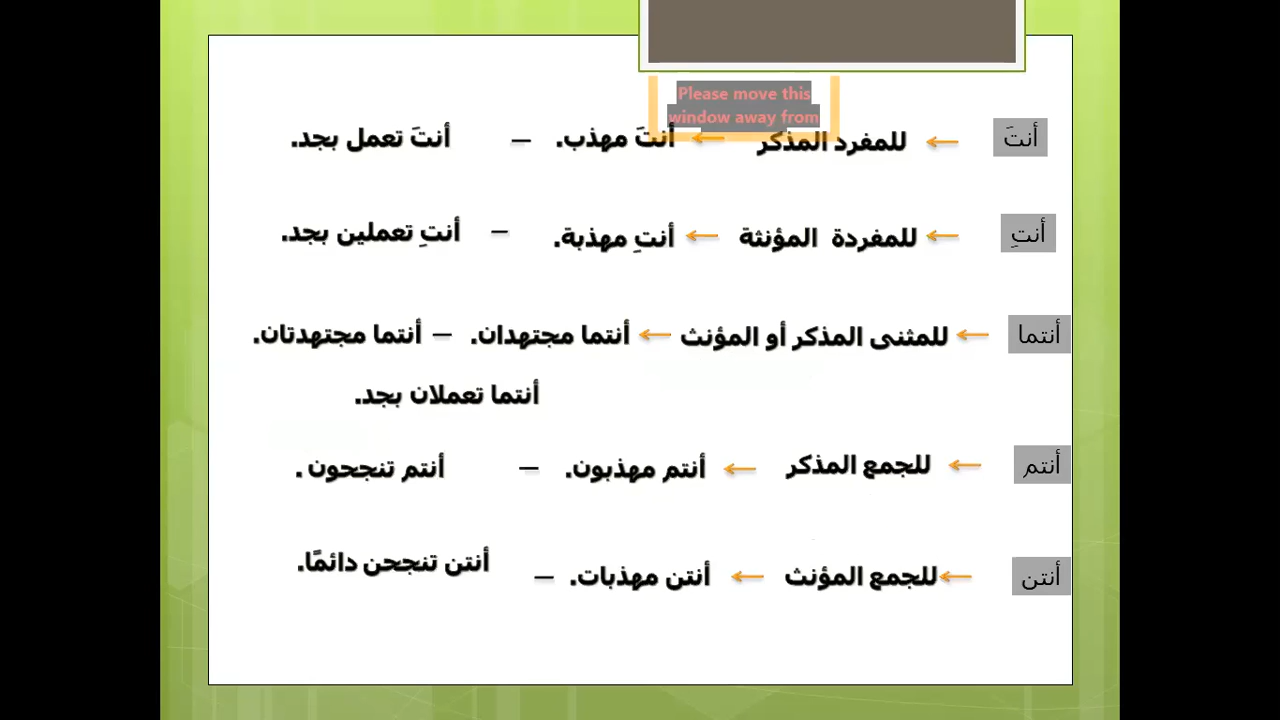 Please move this
window away from
أنتَ ← للمفرد المذكر ← أنتَ مهذب. – أنتَ تعمل بجد.
أنتِ ← للمفردة المؤنثة ← أنتِ مهذبة. – أنتِ تعملين بجد.
أنتما ← للمثنى المذكر أو المؤنث ← أنتما مجتهدان. – أنتما مجتهدتان.
أنتما تعملان بجد.
أنتم ← للجمع المذكر ← أنتم مهذبون. – أنتم تنجحون .
أنتن ← للجمع المؤنث ← أنتن مهذبات. – أنتن تنجحن دائمًا.